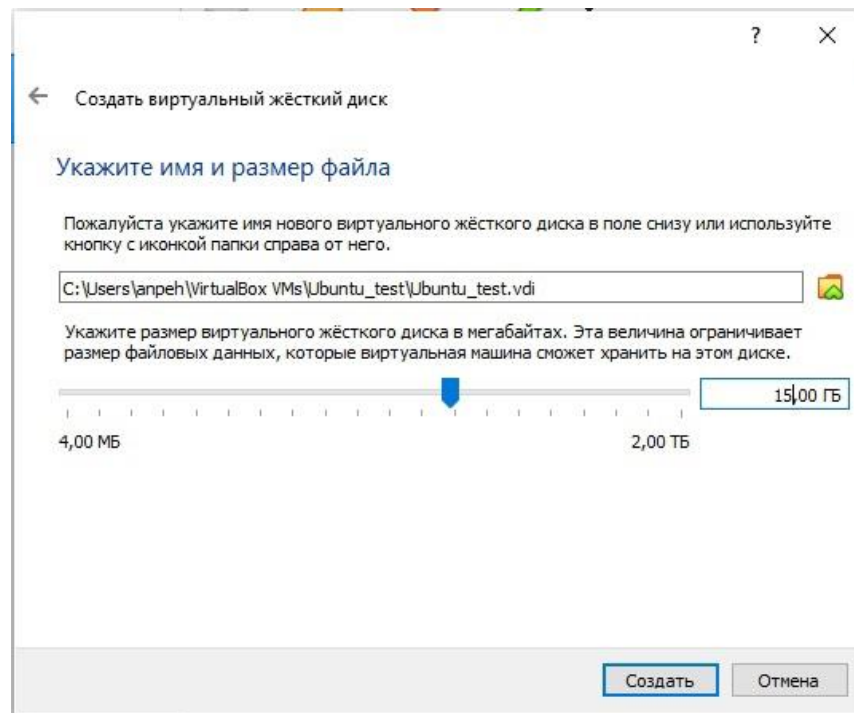 ?
Создать виртуальный жёсткий диск
Укажите имя и размер файла
Пожалуйста укажите имя нового виртуального жёсткого диска в поле снизу или используйте
кнопку с иконкой папки справа от него.
C:\Users\anpeh\VirtualBox VMs\Ubuntu_test\Ubuntu_test.vdi
Укажите размер виртуального жёсткого диска в мегабайтах. Эта величина ограничивает
размер файловых данных, которые виртуальная машина сможет хранить на этом диске.
15,00 ГБ
4,00 МБ 2,00 ТБ
Создать Отмена